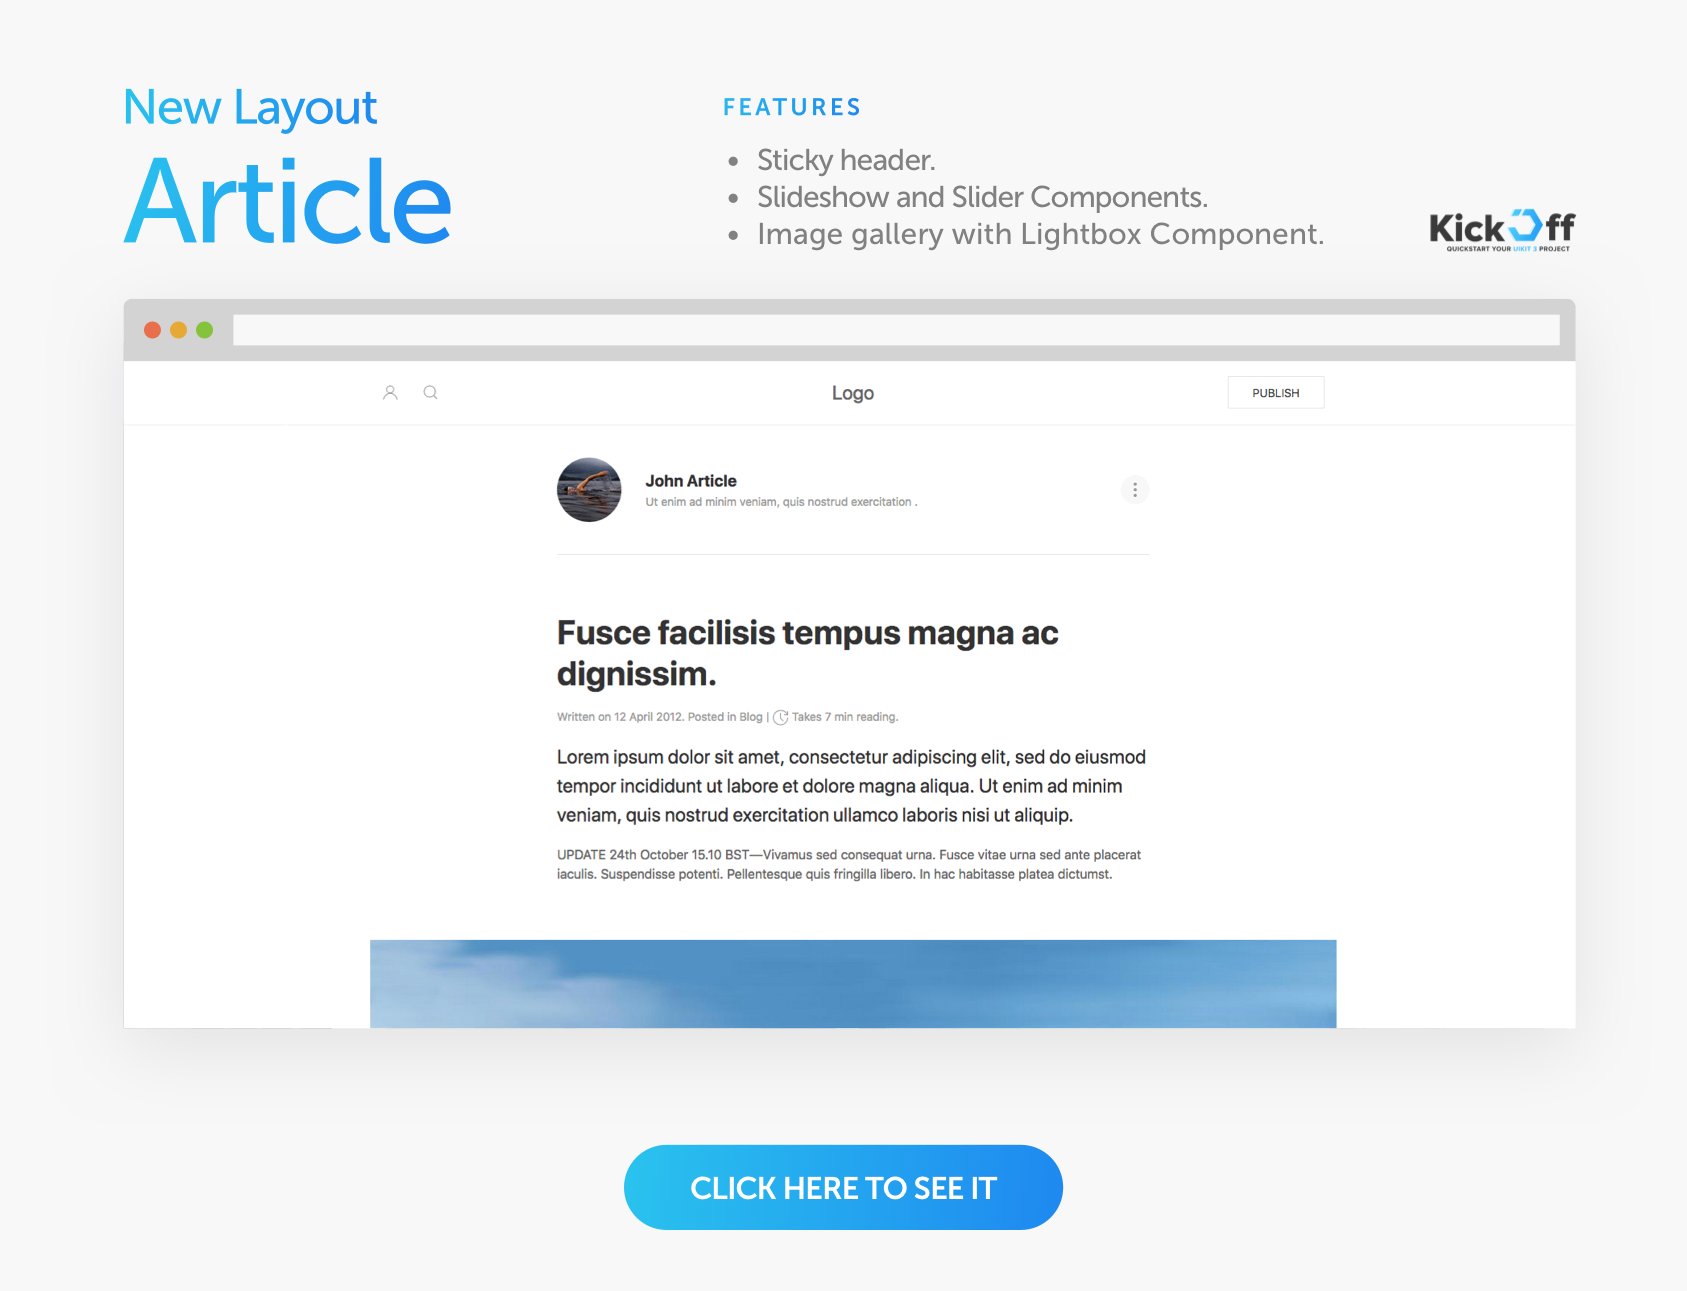 New Layout
Article
FEATURES
• Sticky header.
• Slideshow and Slider Components.
• Image gallery with Lightbox Component.
KickOff
QUICKSTART YOUR UIKIT 3 PROJECT
Logo
PUBLISH
John Article
Ut enim ad minim veniam, quis nostrud exercitation .
Fusce facilisis tempus magna ac
dignissim.
Written on 12 April 2012. Posted in Blog | Takes 7 min reading.
Lorem ipsum dolor sit amet, consectetur adipiscing elit, sed do eiusmod
tempor incididunt ut labore et dolore magna aliqua. Ut enim ad minim
veniam, quis nostrud exercitation ullamco laboris nisi ut aliquip.
UPDATE 24th October 15.10 BST—Vivamus sed consequat urna. Fusce vitae urna sed ante placerat
iaculis. Suspendisse potenti. Pellentesque quis fringilla libero. In hac habitasse platea dictumst.
CLICK HERE TO SEE IT